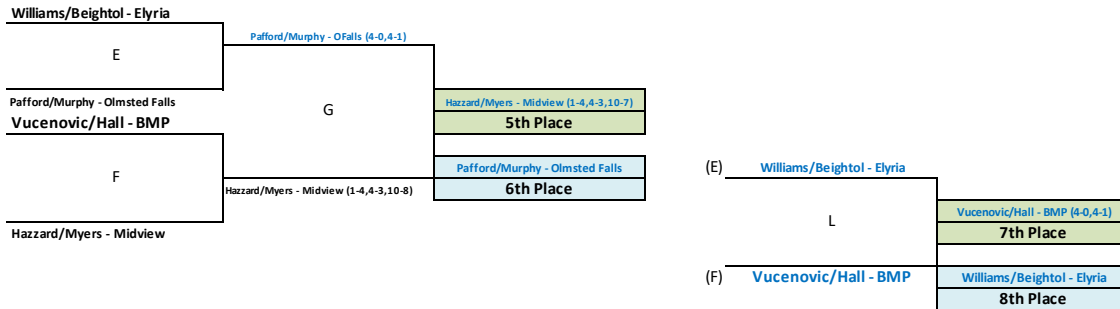 Williams/Beightol - Elyria
Pafford/Murphy - OFalls (4-0,4-1)
E
Pafford/Murphy - Olmsted Falls
Hazzard/Myers - Midview (1-4,4-3,10-7)
G
Vucenovic/Hall - BMP
5th Place
Pafford/Murphy - Olmsted Falls
(E) Williams/Beightol - Elyria
F
Hazzard/Myers - Midview (1-4,4-3,10-8)
6th Place
Vucenovic/Hall - BMP (4-0,4-1)
L
Hazzard/Myers - Midview
7th Place
(F) Vucenovic/Hall - BMP
Williams/Beightol - Elyria
8th Place